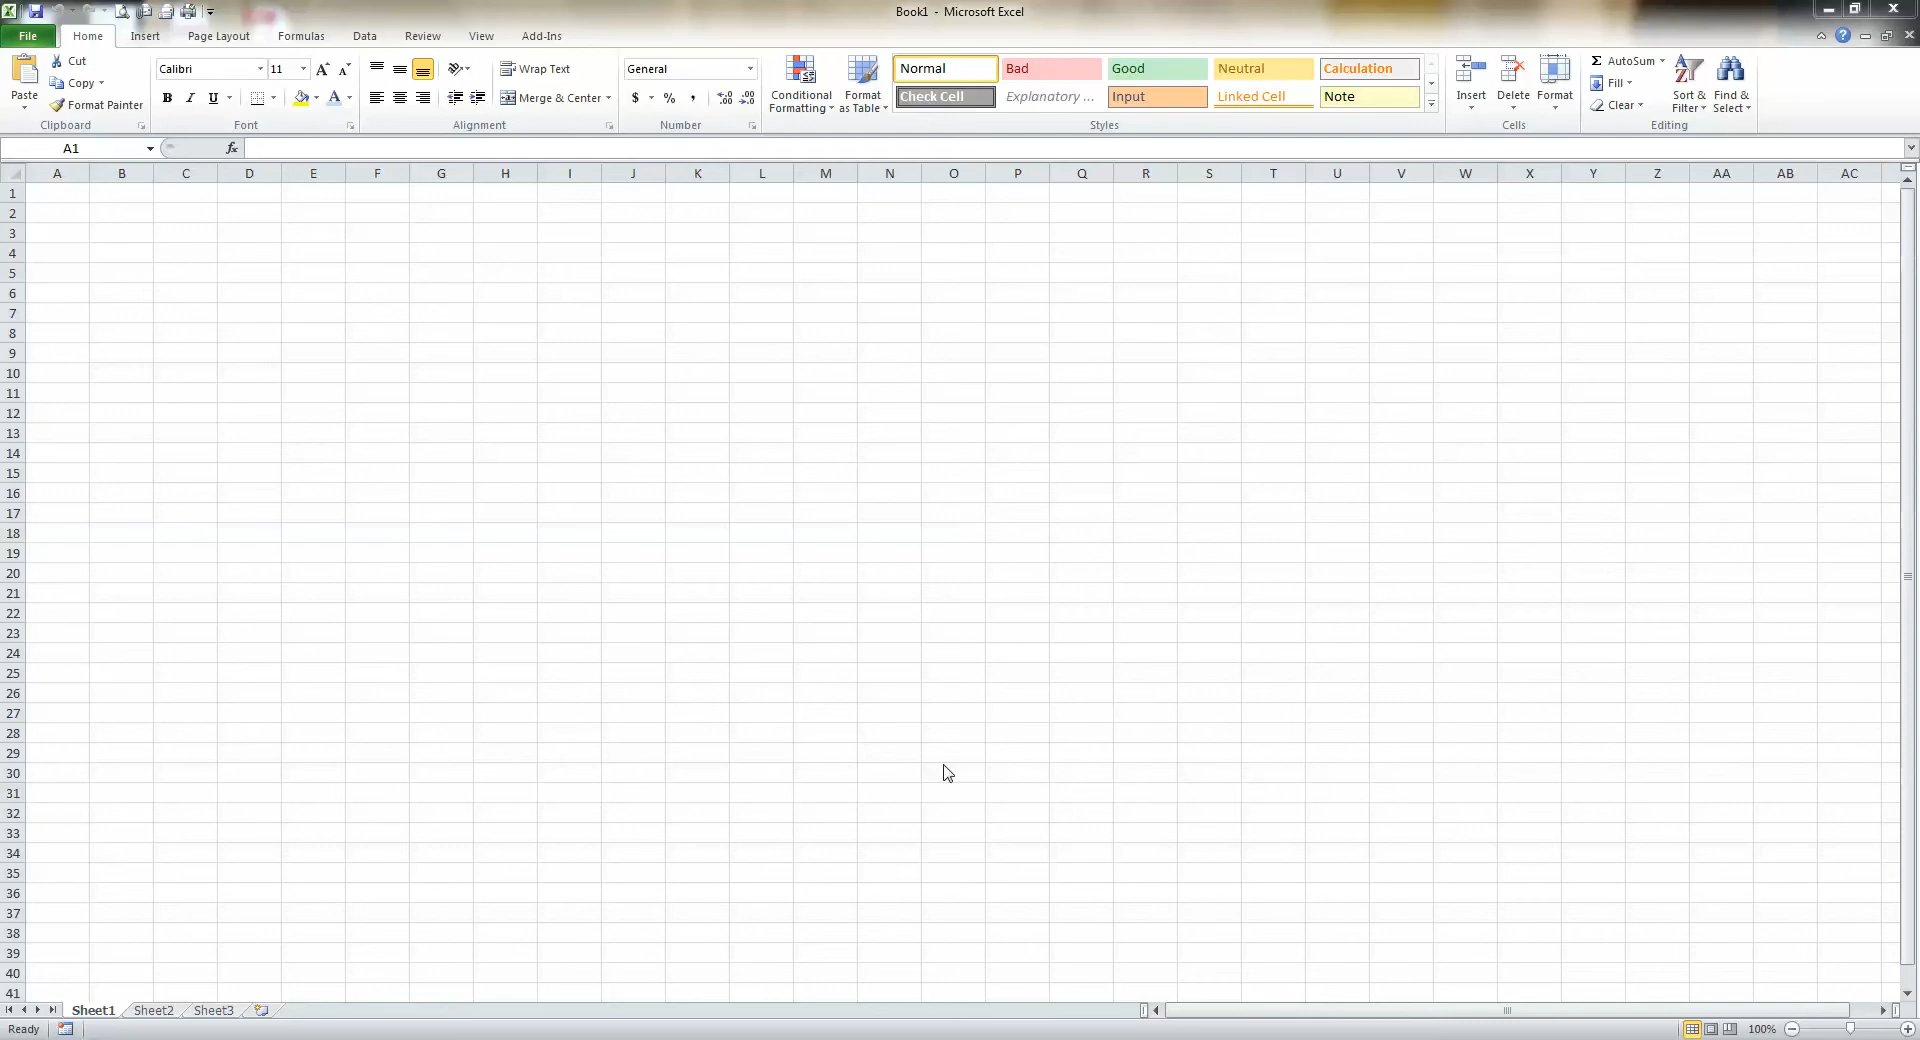 Book1 - Microsoft Excel
File Home Insert Page Layout Formulas Data Review View Add-Ins
Cut
Copy
Format Painter
Paste
Clipboard
Calibri 11
B I U
Font
Wrap Text
Merge & Center
Alignment
General
$ % ,
Number
Conditional Formatting
Format as Table
Normal Bad Good Neutral Calculation
Check Cell Explanatory ... Input Linked Cell Note
Styles
Insert Delete Format
Cells
Σ AutoSum
Fill
Clear
Sort & Filter
Find & Select
Editing
A1 fx
A B C D E F G H I J K L M N O P Q R S T U V W X Y Z AA AB AC
1
2
3
4
5
6
7
8
9
10
11
12
13
14
15
16
17
18
19
20
21
22
23
24
25
26
27
28
29
30
31
32
33
34
35
36
37
38
39
40
41
Sheet1 Sheet2 Sheet3
Ready 100%